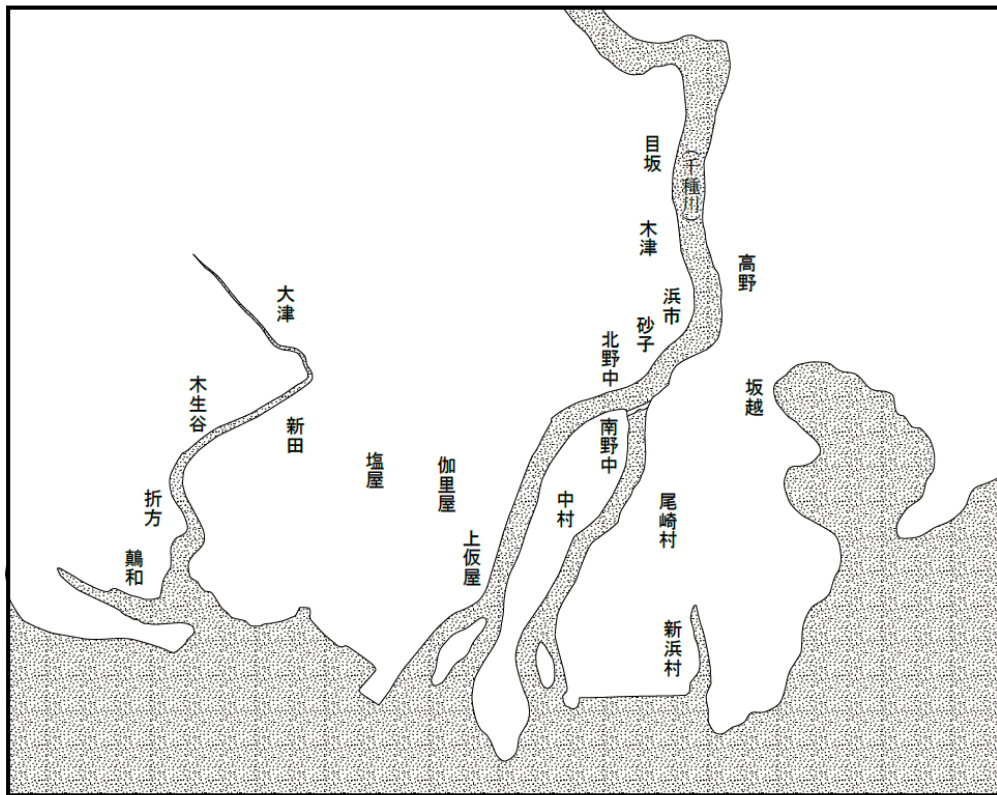 目坂
（千種川）
木津
高野
浜市
砂子
北野中
坂越
大津
木生谷
新田
南野中
塩屋
伽里屋
中村
尾崎村
折方
上仮屋
鷆和
新浜村